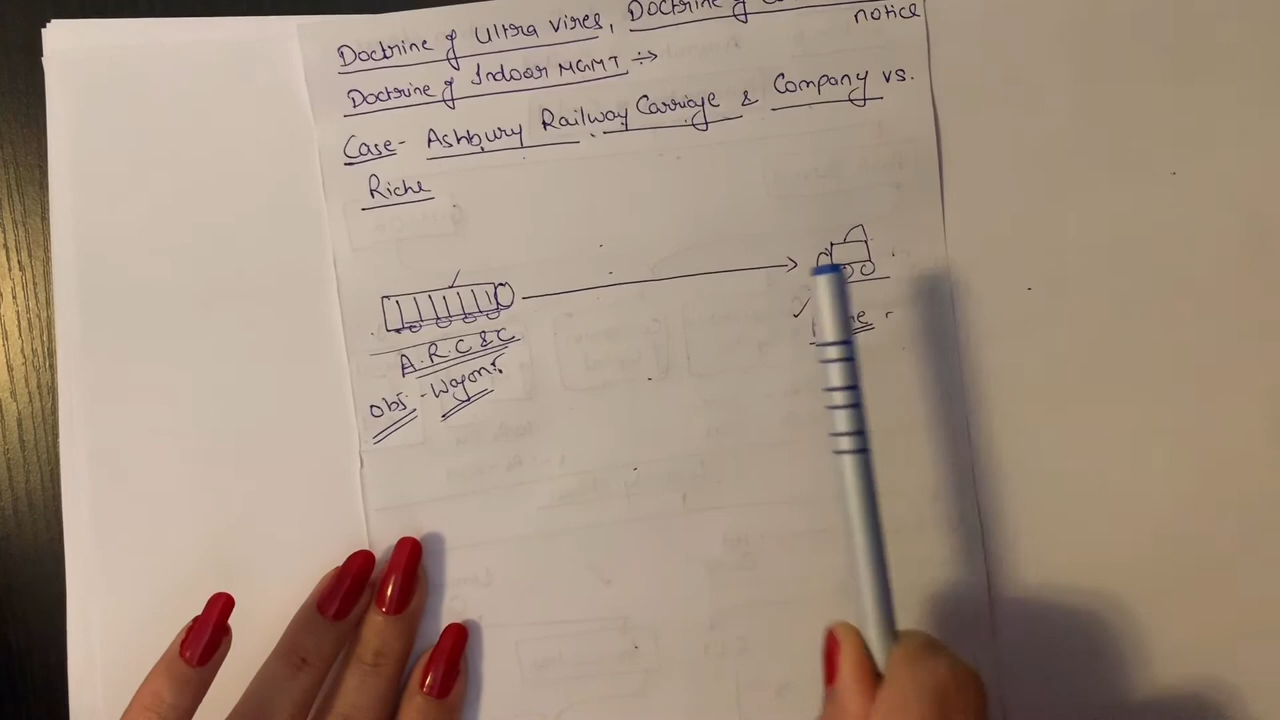 Doctrine of Ultra Vires, Doctrine of
notice
Doctrine of Indoor MGMT →
Case- Ashbury Railway Carriage & Company vs.
Riche
A.R.C & C
Obj. - Wagons